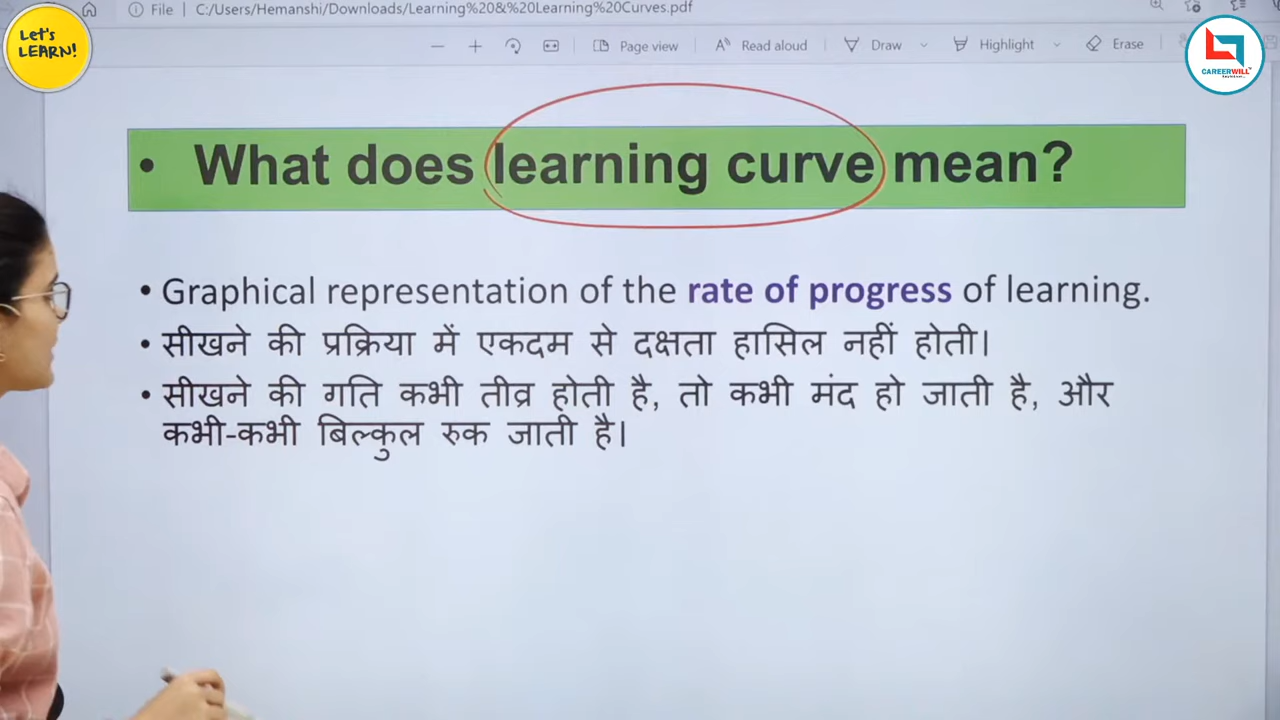 Let's
LEARN!
File | C:/Users/Hemanshi/Downloads/Learning%20&%20Learning%20Curves.pdf
Page view
Read aloud
Draw
Highlight
Erase
CAREERWILL
• What does learning curve mean?
• Graphical representation of the rate of progress of learning.
• सीखने की प्रक्रिया में एकदम से दक्षता हासिल नहीं होती।
• सीखने की गति कभी तीव्र होती है, तो कभी मंद हो जाती है, और
कभी-कभी बिल्कुल रुक जाती है।